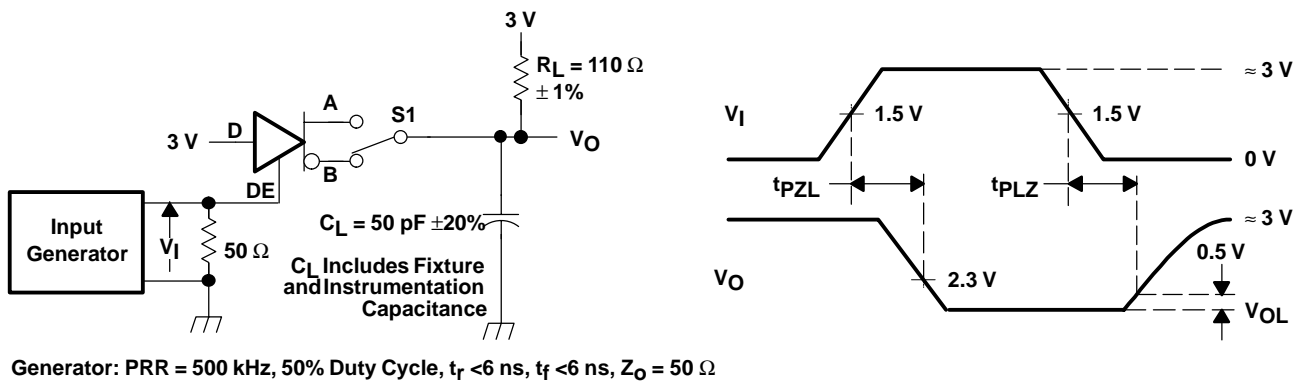 3 V
R_L = 110 Ω
± 1%
A
S1
3 V
D
V_O
B
DE
Input
Generator
V_I
50 Ω
C_L = 50 pF ±20%
C_L Includes Fixture
and Instrumentation
Capacitance
≈ 3 V
V_I
1.5 V
1.5 V
0 V
t_PZL
t_PLZ
≈ 3 V
0.5 V
V_O
2.3 V
V_OL
Generator: PRR = 500 kHz, 50% Duty Cycle, t_r <6 ns, t_f <6 ns, Z_o = 50 Ω